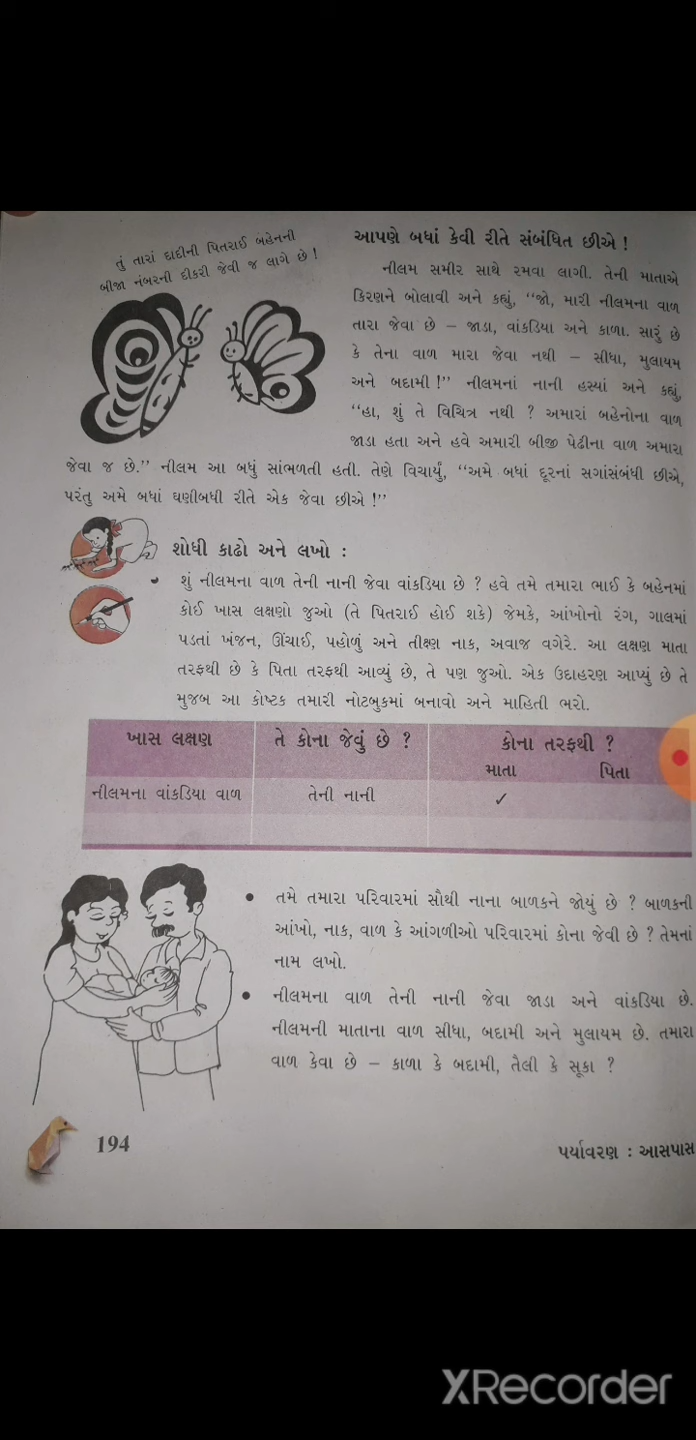 તું તારાં દાદીની પિતરાઈ બહેનની
બીજા નંબરની દીકરી જેવી જ લાગે છે !
આપણે બધાં કેવી રીતે સંબંધિત છીએ !
નીલમ સમીર સાથે રમવા લાગી. તેની માતાએ
કિરણને બોલાવી અને કહ્યું, “જો, મારી નીલમના વાળ
તારા જેવા છે – જાડા, વાંકડિયા અને કાળા. સારું છે
કે તેના વાળ મારા જેવા નથી – સીધા, મુલાયમ
અને બદામી !” નીલમનાં નાની હસ્યાં અને કહ્યું,
“હા, શું તે વિચિત્ર નથી ? અમારાં બહેનોના વાળ
જાડા હતા અને હવે અમારી બીજી પેઢીના વાળ અમારા
જેવા જ છે.” નીલમ આ બધું સાંભળતી હતી. તેણે વિચાર્યું, “અમે બધાં દૂરનાં સગાંસંબંધી છીએ,
પરંતુ અમે બધાં ઘણીબધી રીતે એક જેવા છીએ !”
શોધી કાઢો અને લખો :
• શું નીલમના વાળ તેની નાની જેવા વાંકડિયા છે ? હવે તમે તમારા ભાઈ કે બહેનમાં
કોઈ ખાસ લક્ષણો જુઓ (તે પિતરાઈ હોઈ શકે) જેમકે, આંખોનો રંગ, ગાલમાં
પડતાં ખંજન, ઊંચાઈ, પહોળું અને તીક્ષ્ણ નાક, અવાજ વગેરે. આ લક્ષણ માતા
તરફથી છે કે પિતા તરફથી આવ્યું છે, તે પણ જુઓ. એક ઉદાહરણ આપ્યું છે તે
મુજબ આ કોષ્ટક તમારી નોટબુકમાં બનાવો અને માહિતી ભરો.
ખાસ લક્ષણ તે કોના જેવું છે ? કોના તરફથી ?
માતા પિતા
નીલમના વાંકડિયા વાળ તેની નાની ✓
• તમે તમારા પરિવારમાં સૌથી નાના બાળકને જોયું છે ? બાળકની
આંખો, નાક, વાળ કે આંગળીઓ પરિવારમાં કોના જેવી છે ? તેમનાં
નામ લખો.
• નીલમના વાળ તેની નાની જેવા જાડા અને વાંકડિયા છે.
નીલમની માતાના વાળ સીધા, બદામી અને મુલાયમ છે. તમારા
વાળ કેવા છે – કાળા કે બદામી, તૈલી કે સૂકા ?
194
પર્યાવરણ : આસપાસ
XRecorder